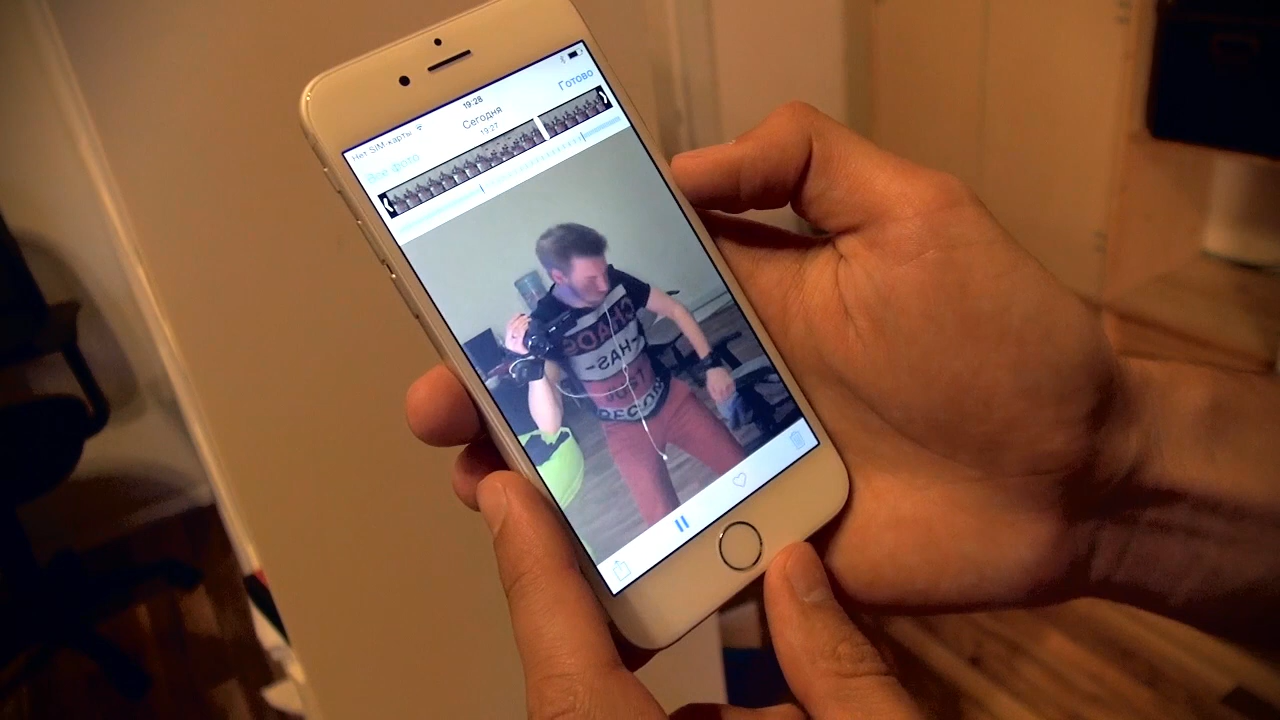 Нет SIM-карты
19:28
Все фото
Сегодня
19:27
Готово
CHAOS
-HAS-